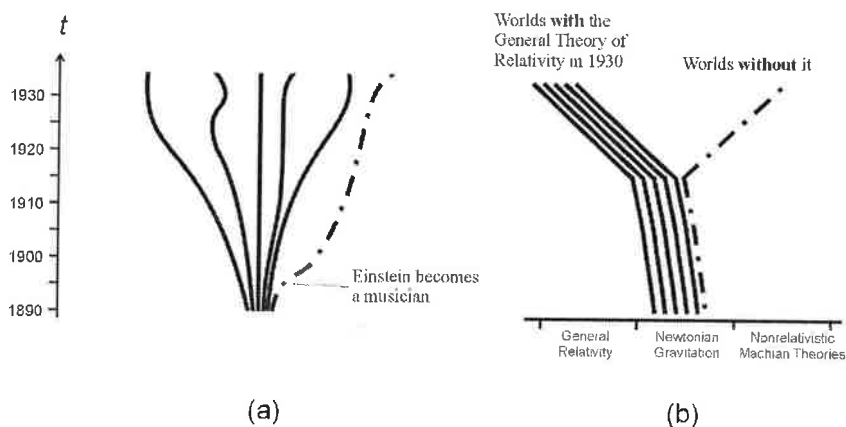 t
1930
1920
1910
1900
1890
Einstein becomes
a musician
(a)
Worlds with the
General Theory of
Relativity in 1930
Worlds without it
General
Relativity
Newtonian
Gravitation
Nonrelativistic
Machian Theories
(b)